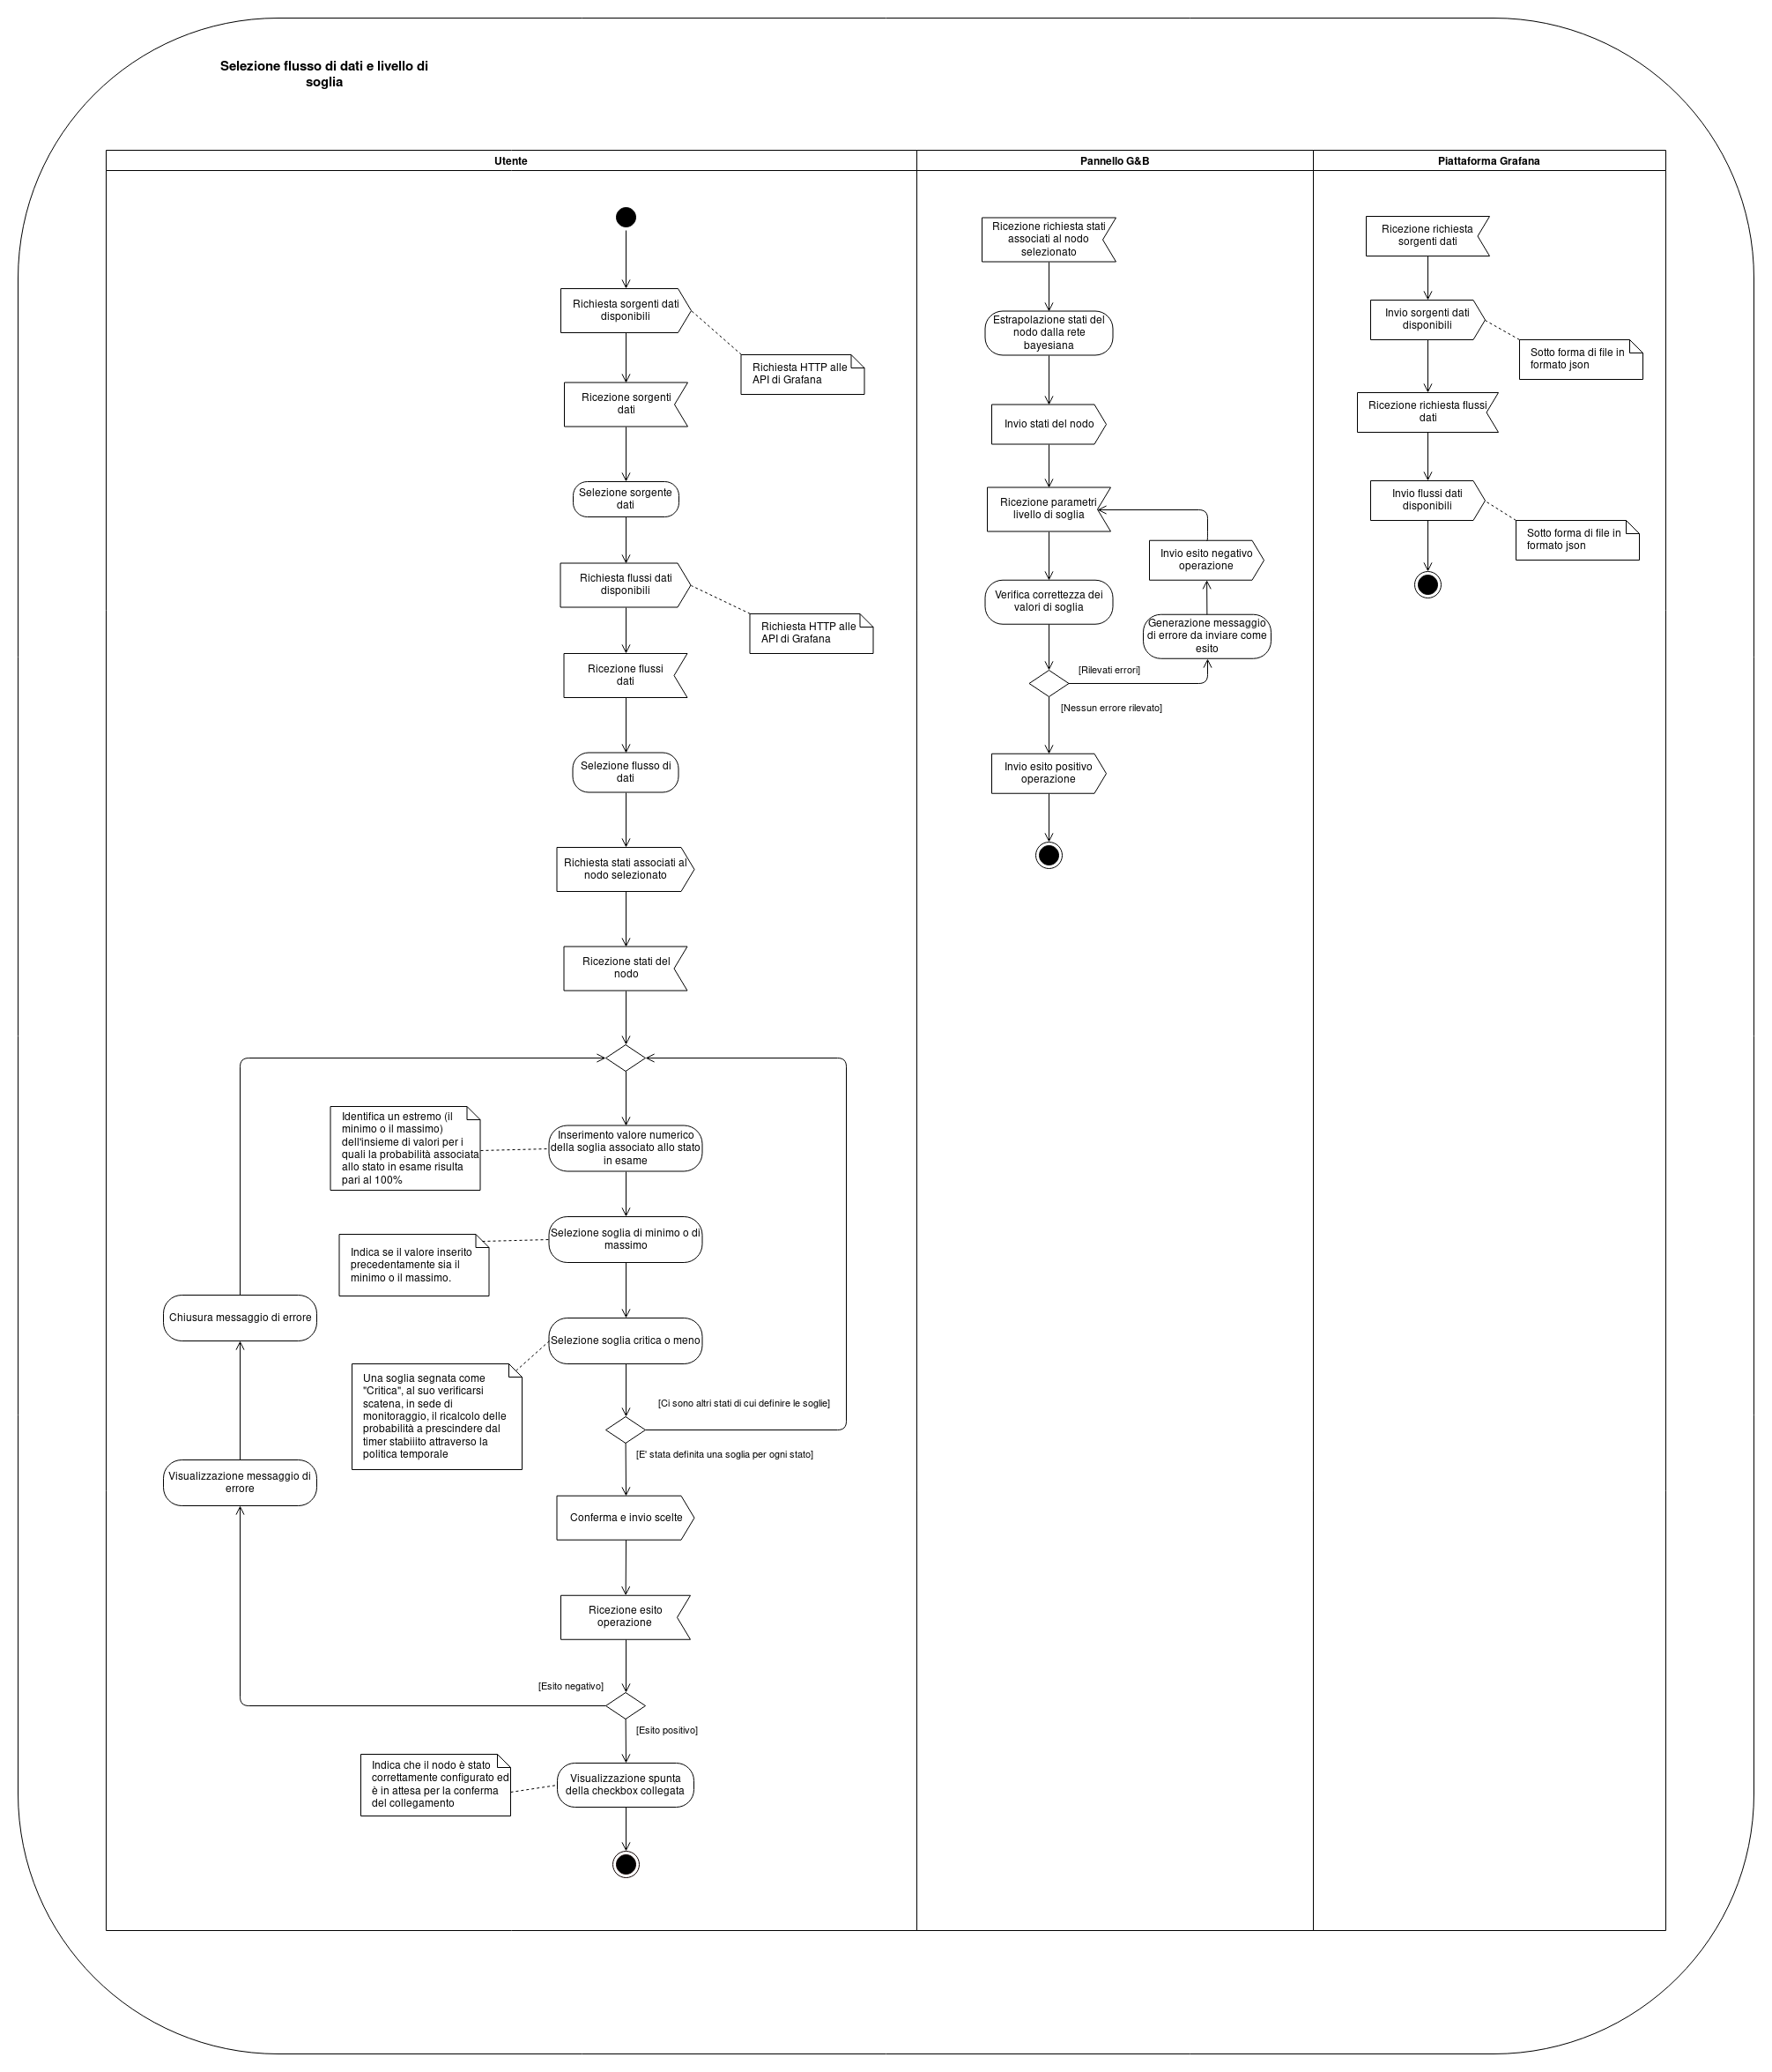 Selezione flusso di dati e livello di
soglia
Utente
Pannello G&B
Piattaforma Grafana
Richiesta sorgenti dati
disponibili
Richiesta HTTP alle
API di Grafana
Ricezione sorgenti
dati
Selezione sorgente
dati
Richiesta flussi dati
disponibili
Richiesta HTTP alle
API di Grafana
Ricezione flussi
dati
Selezione flusso di
dati
Richiesta stati associati al
nodo selezionato
Ricezione stati del
nodo
Identifica un estremo (il
minimo o il massimo)
dell'insieme di valori per i
quali la probabilità associata
allo stato in esame risulta
pari al 100%
Inserimento valore numerico
della soglia associato allo stato
in esame
Selezione soglia di minimo o di
massimo
Indica se il valore inserito
precedentemente sia il
minimo o il massimo.
Chiusura messaggio di errore
Selezione soglia critica o meno
Una soglia segnata come
"Critica", al suo verificarsi
scatena, in sede di
monitoraggio, il ricalcolo delle
probabilità a prescindere dal
timer stabiiito attraverso la
politica temporale
[Ci sono altri stati di cui definire le soglie]
[E' stata definita una soglia per ogni stato]
Visualizzazione messaggio di
errore
Conferma e invio scelte
Ricezione esito
operazione
[Esito negativo]
[Esito positivo]
Indica che il nodo è stato
correttamente configurato ed
è in attesa per la conferma
del collegamento
Visualizzazione spunta
della checkbox collegata
Ricezione richiesta stati
associati al nodo
selezionato
Estrapolazione stati del
nodo dalla rete
bayesiana
Invio stati del nodo
Ricezione parametri
livello di soglia
Invio esito negativo
operazione
Verifica correttezza dei
valori di soglia
Generazione messaggio
di errore da inviare come
esito
[Rilevati errori]
[Nessun errore rilevato]
Invio esito positivo
operazione
Ricezione richiesta
sorgenti dati
Invio sorgenti dati
disponibili
Sotto forma di file in
formato json
Ricezione richiesta flussi
dati
Invio flussi dati
disponibili
Sotto forma di file in
formato json